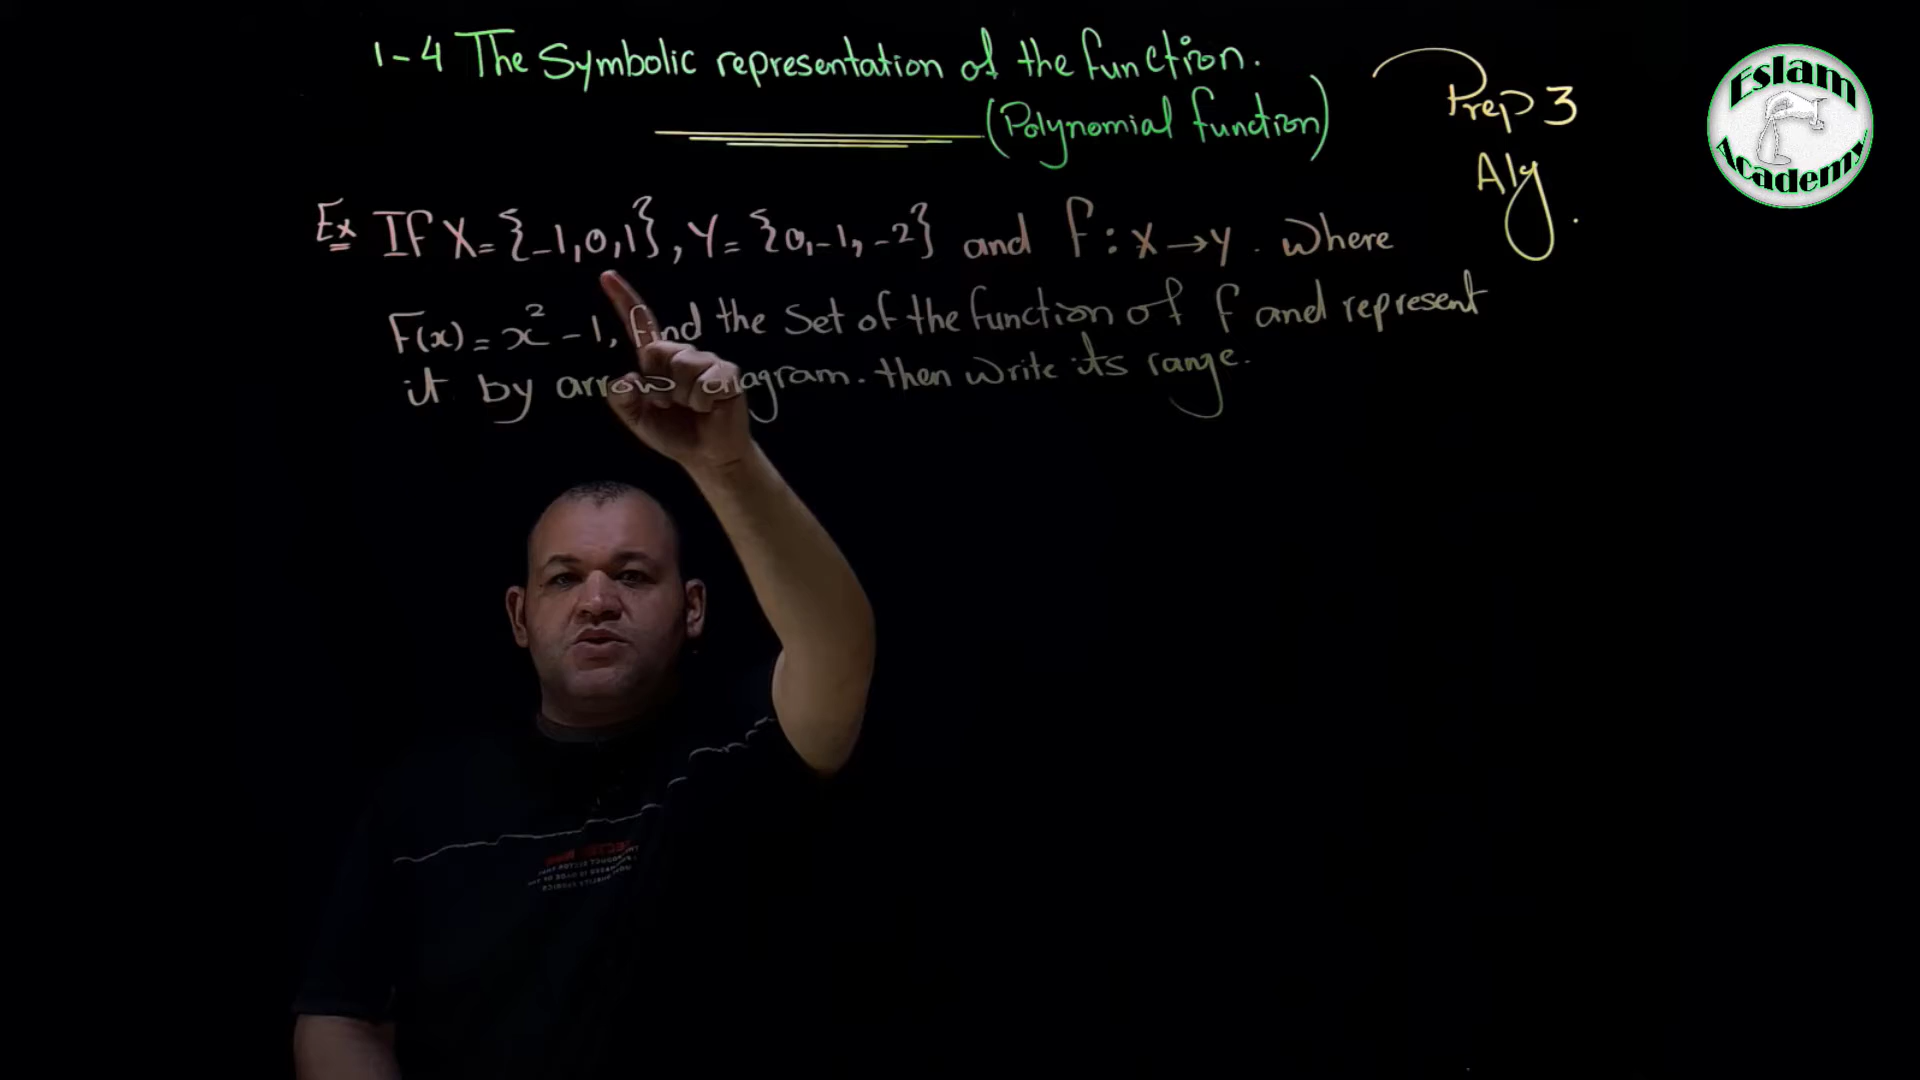 1-4 The Symbolic representation of the function.
(Polynomial function)
Prep 3
Alg.
Eslam
Academy
Ex If X = {-1,0,1}, Y = {0,-1,-2} and f: X → Y. where
F(x) = x² - 1, find the set of the function of f and represent
it by arrow diagram. then write its range.